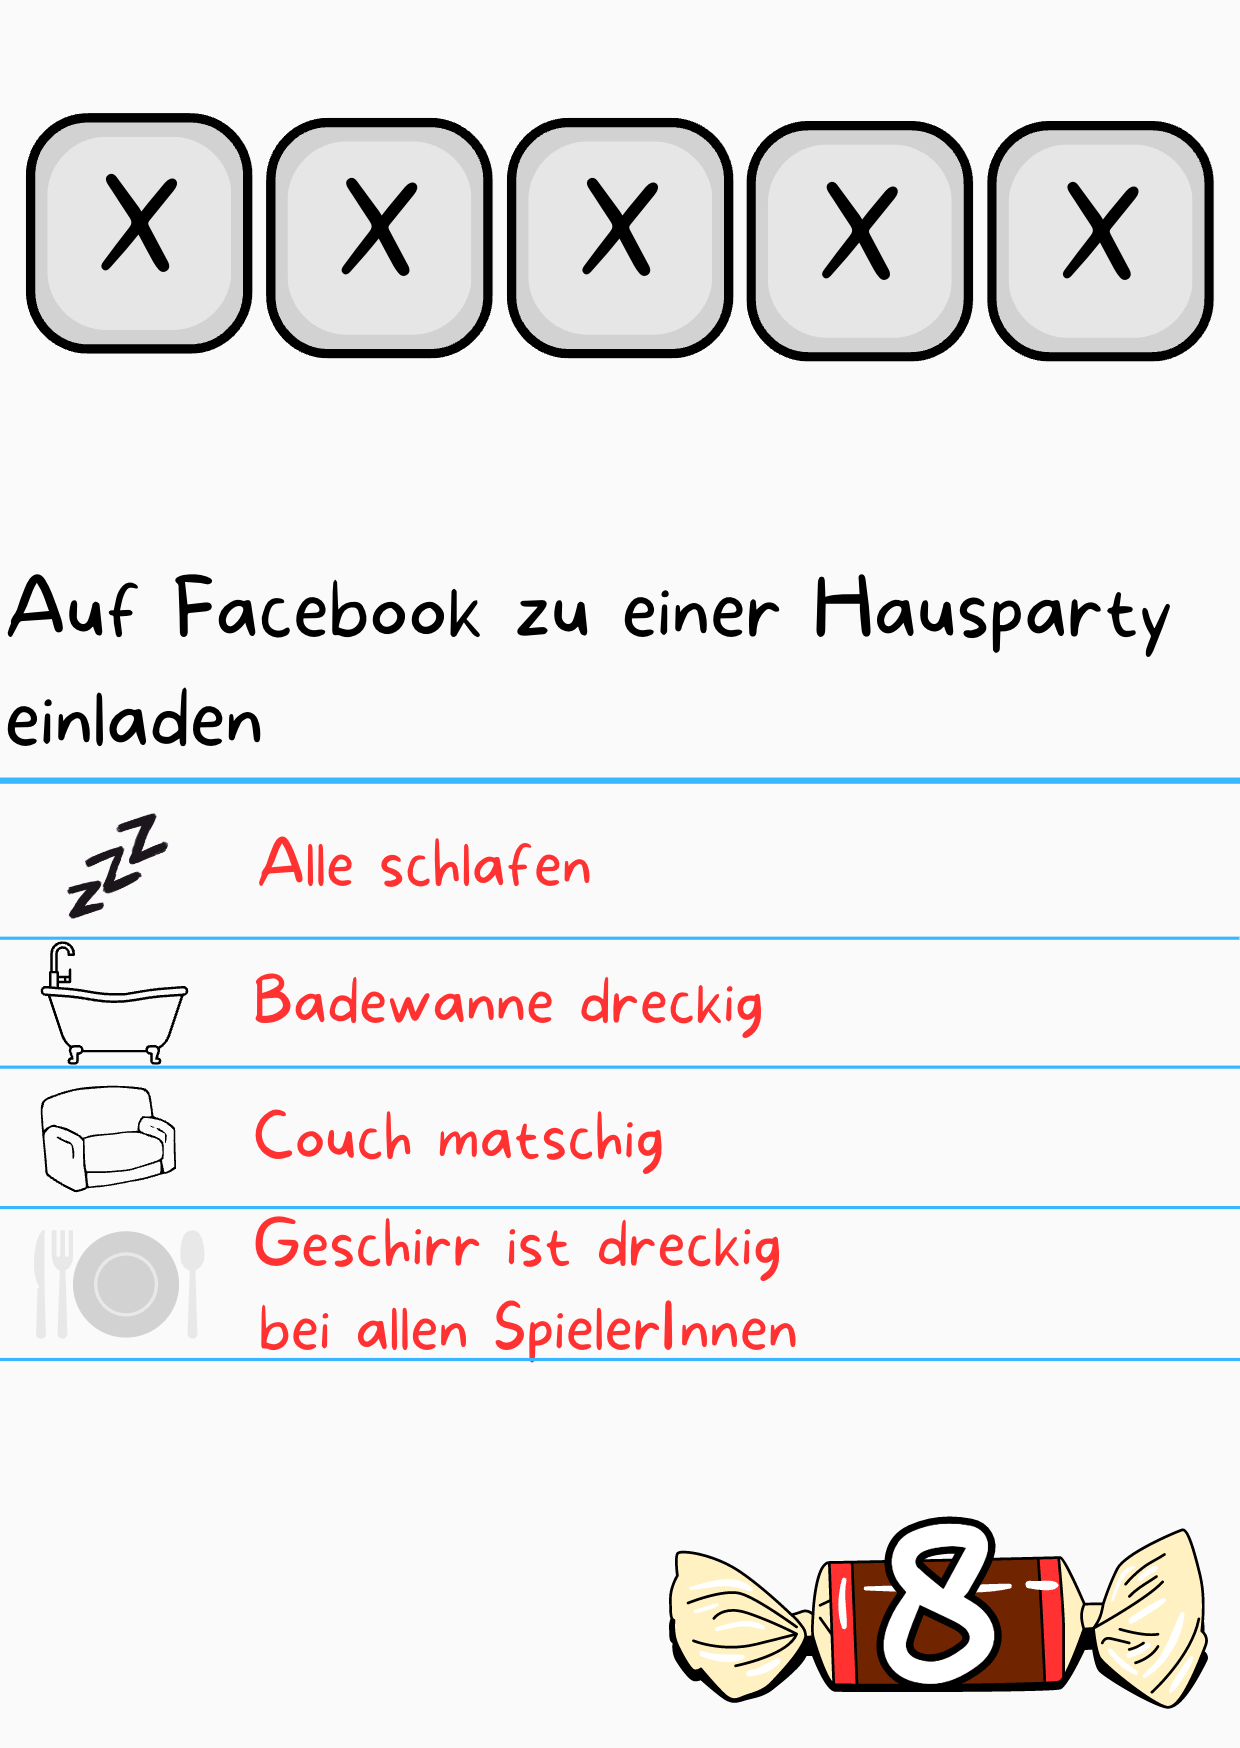 X X X X X
Auf Facebook zu einer Hausparty
einladen
zzz
Alle schlafen
Badewanne dreckig
Couch matschig
Geschirr ist dreckig
bei allen SpielerInnen
8